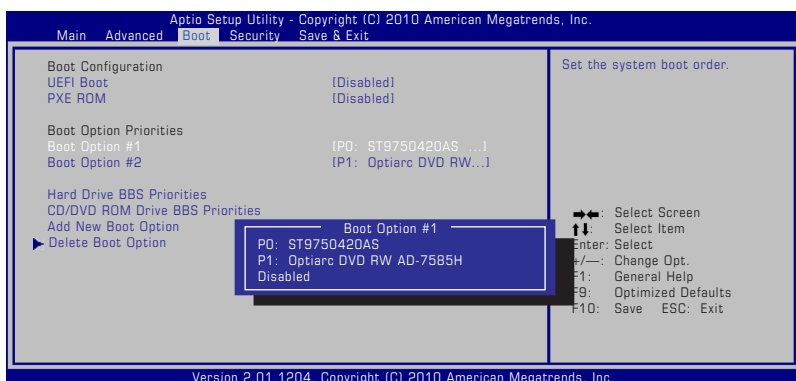 Aptio Setup Utility - Copyright (C) 2010 American Megatrends, Inc.
Main Advanced Boot Security Save & Exit
Boot Configuration
UEFI Boot [Disabled]
PXE ROM [Disabled]
Boot Option Priorities
Boot Option #1 [P0: ST9750420AS ...]
Boot Option #2 [P1: Optiarc DVD RW...]
Hard Drive BBS Priorities
CD/DVD ROM Drive BBS Priorities
Add New Boot Option
Delete Boot Option
Boot Option #1
P0: ST9750420AS
P1: Optiarc DVD RW AD-7585H
Disabled
Set the system boot order.
→←: Select Screen
↑↓: Select Item
Enter: Select
+/—: Change Opt.
F1: General Help
F9: Optimized Defaults
F10: Save ESC: Exit
Version 2.01.1204. Copyright (C) 2010 American Megatrends, Inc.